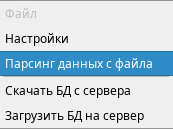 Файл
Настройки
Парсинг данных с файла
Скачать БД с сервера
Загрузить БД на сервер